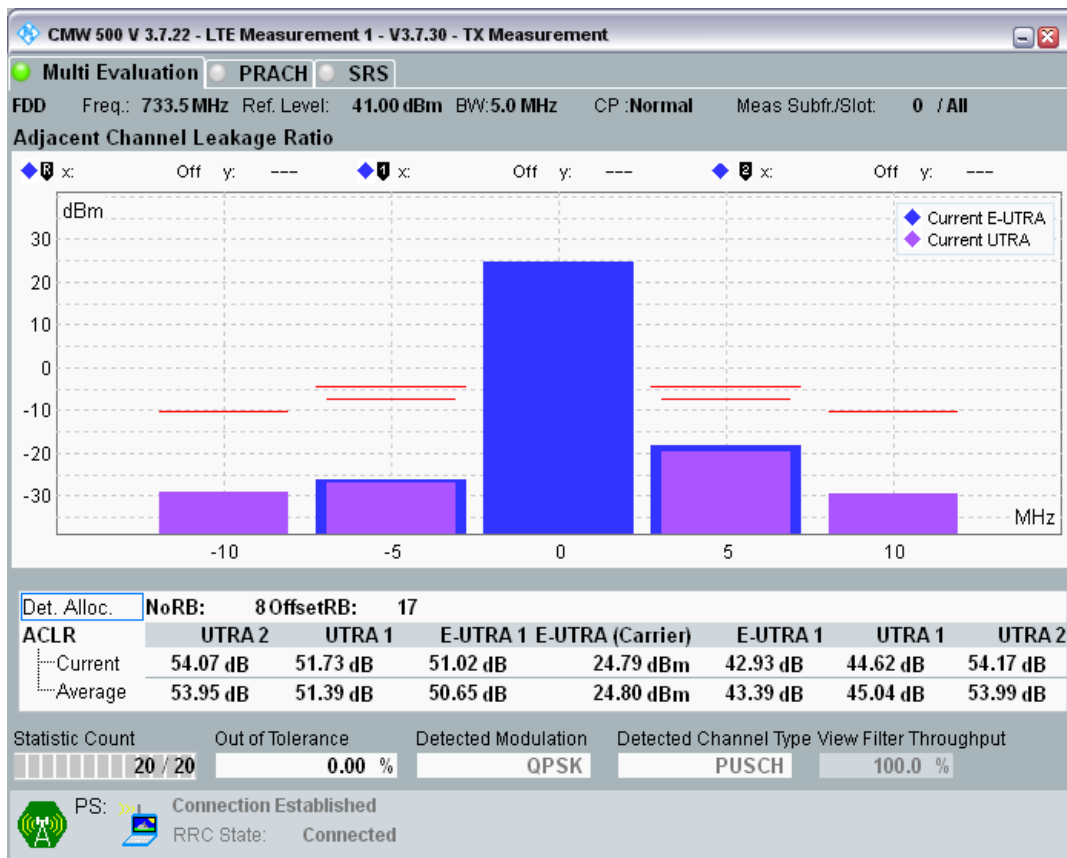 CMW 500 V 3.7.22 - LTE Measurement 1 - V3.7.30 - TX Measurement
Multi Evaluation PRACH SRS
FDD Freq.: 733.5 MHz Ref. Level: 41.00 dBm BW:5.0 MHz CP :Normal Meas Subfr./Slot: 0 / All
Adjacent Channel Leakage Ratio
R x: Off y: --- 1 x: Off y: --- 2 x: Off y: ---
dBm
Current E-UTRA
Current UTRA
30
20
10
0
-10
-20
-30
MHz
-10 -5 0 5 10
Det. Alloc. NoRB: 8 OffsetRB: 17
ACLR UTRA 2 UTRA 1 E-UTRA 1 E-UTRA (Carrier) E-UTRA 1 UTRA 1 UTRA 2
Current 54.07 dB 51.73 dB 51.02 dB 24.79 dBm 42.93 dB 44.62 dB 54.17 dB
Average 53.95 dB 51.39 dB 50.65 dB 24.80 dBm 43.39 dB 45.04 dB 53.99 dB
Statistic Count Out of Tolerance Detected Modulation Detected Channel Type View Filter Throughput
20 / 20 0.00 % QPSK PUSCH 100.0 %
PS: Connection Established
RRC State: Connected